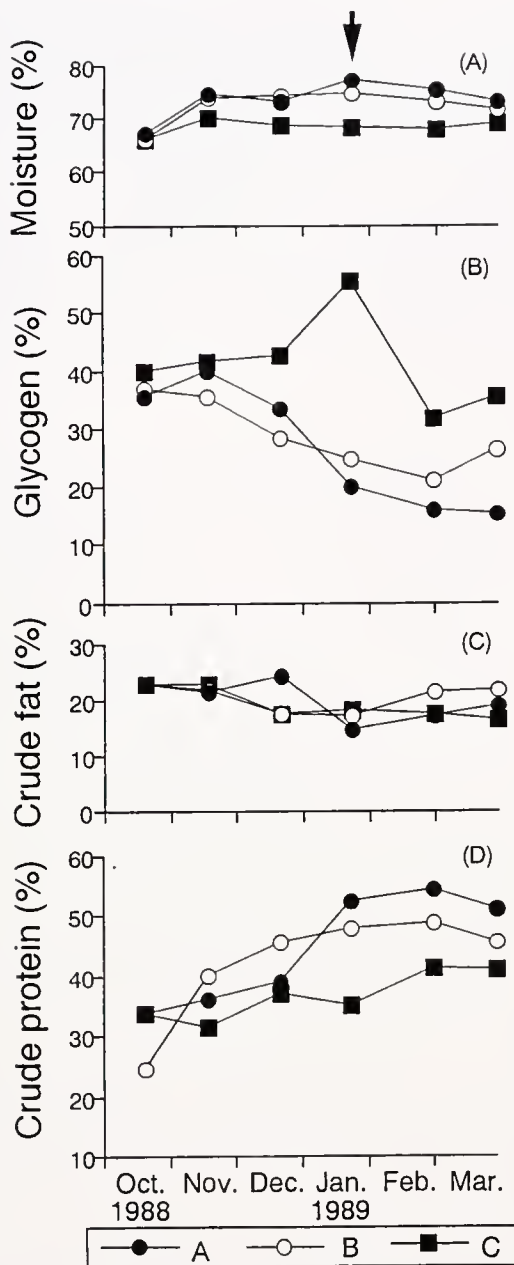 (A)
Moisture (%)
80
70
60
50
(B)
Glycogen (%)
60
50
40
30
20
10
0
(C)
Crude fat (%)
30
20
10
0
(D)
Crude protein (%)
60
50
40
30
20
10
Oct. Nov. Dec. Jan. Feb. Mar.
1988 1989
A B C